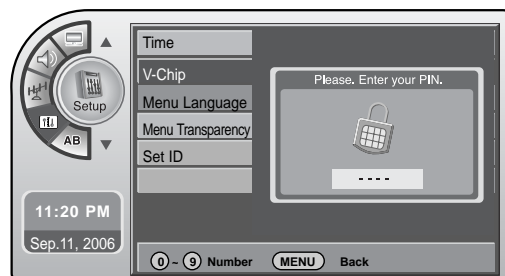 Time
V-Chip
Menu Language
Menu Transparency
Set ID
Please. Enter your PIN.
- - - -
Setup
AB
11:20 PM
Sep.11, 2006
0 ~ 9 Number MENU Back